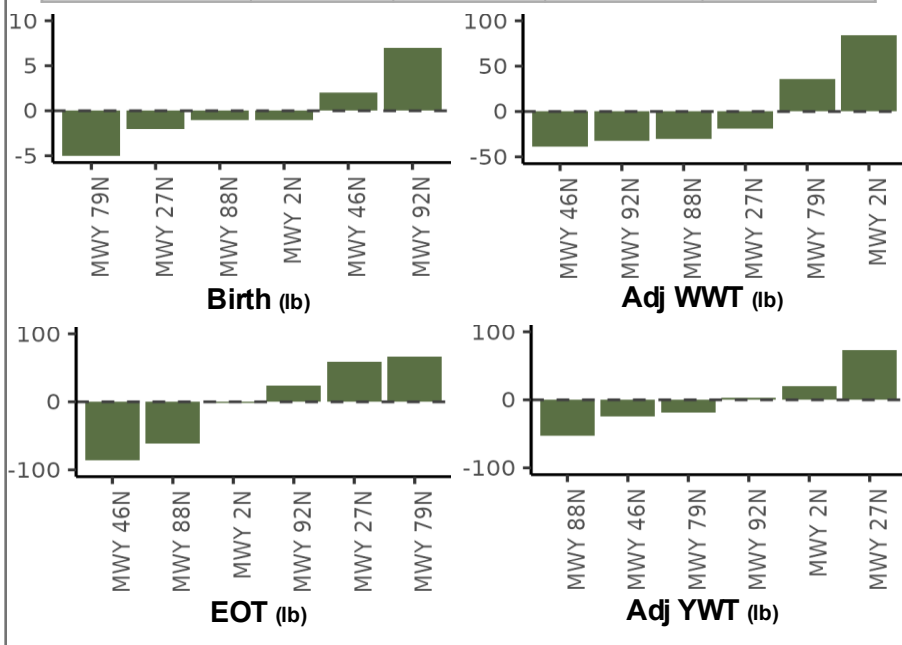 10
5
0
-5
MWY 79N
MWY 27N
MWY 88N
MWY 2N
MWY 46N
MWY 92N
Birth (lb)
100
50
0
-50
MWY 46N
MWY 92N
MWY 88N
MWY 27N
MWY 79N
MWY 2N
Adj WWT (lb)
100
0
-100
MWY 46N
MWY 88N
MWY 2N
MWY 92N
MWY 27N
MWY 79N
EOT (lb)
100
0
-100
MWY 88N
MWY 46N
MWY 79N
MWY 92N
MWY 2N
MWY 27N
Adj YWT (lb)